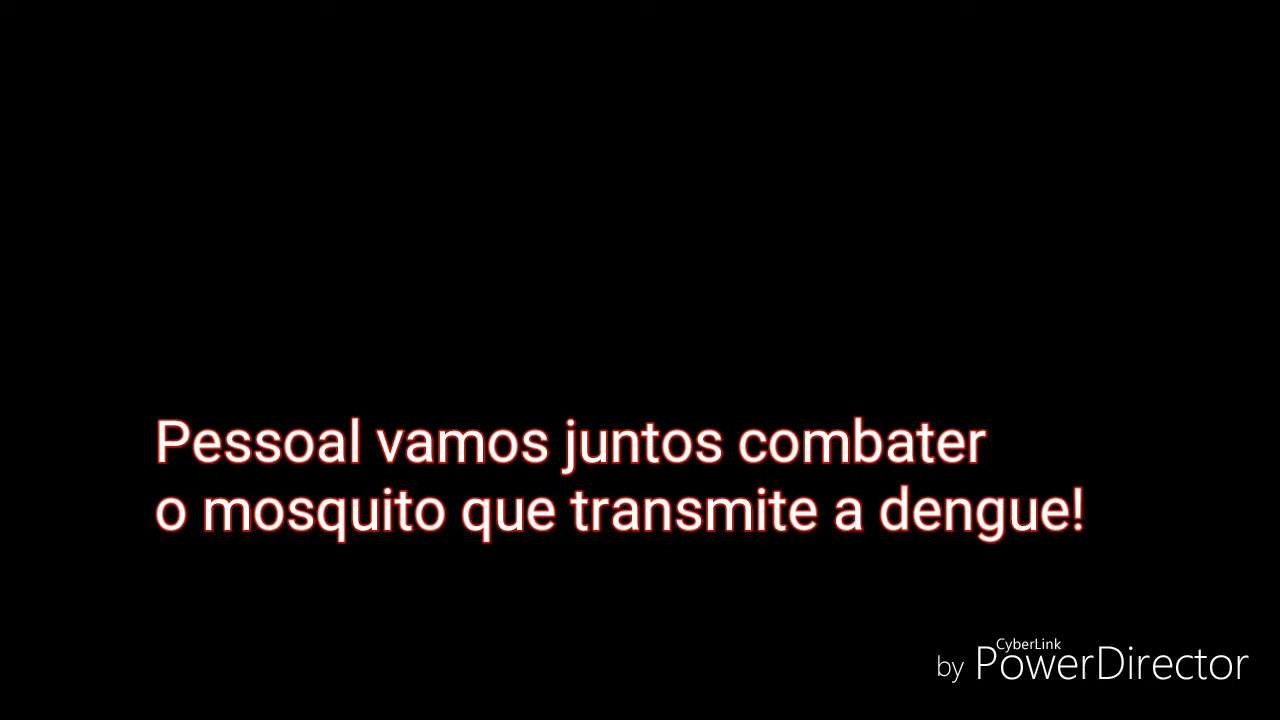 Pessoal vamos juntos combater
o mosquito que transmite a dengue!
CyberLink
by PowerDirector